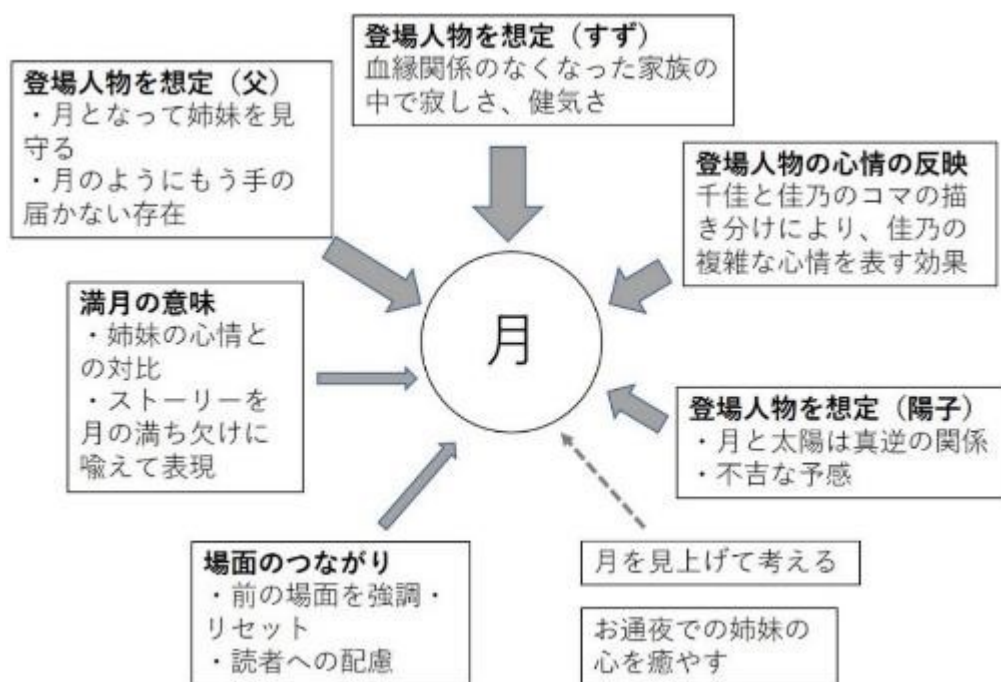 登場人物を想定（すず）
血縁関係のなくなった家族の
中で寂しさ、健気さ
登場人物を想定（父）
・月となって姉妹を見
守る
・月のようにもう手の
届かない存在
登場人物の心情の反映
千佳と佳乃のコマの描
き分けにより、佳乃の
複雑な心情を表す効果
満月の意味
・姉妹の心情と
の対比
・ストーリーを
月の満ち欠けに
喩えて表現
月
登場人物を想定（陽子）
・月と太陽は真逆の関係
・不吉な予感
場面のつながり
・前の場面を強調・
リセット
・読者への配慮
月を見上げて考える
お通夜での姉妹の
心を癒やす